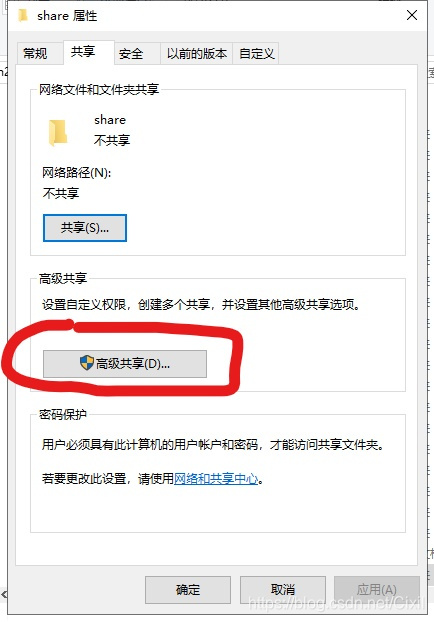 share 属性
常规 共享 安全 以前的版本 自定义
网络文件和文件夹共享
share
不共享
网络路径(N):
不共享
共享(S)...
高级共享
设置自定义权限，创建多个共享，并设置其他高级共享选项。
高级共享(D)...
密码保护
用户必须具有此计算机的用户帐户和密码，才能访问共享文件夹。
若要更改此设置，请使用网络和共享中心。
确定 取消 应用(A)